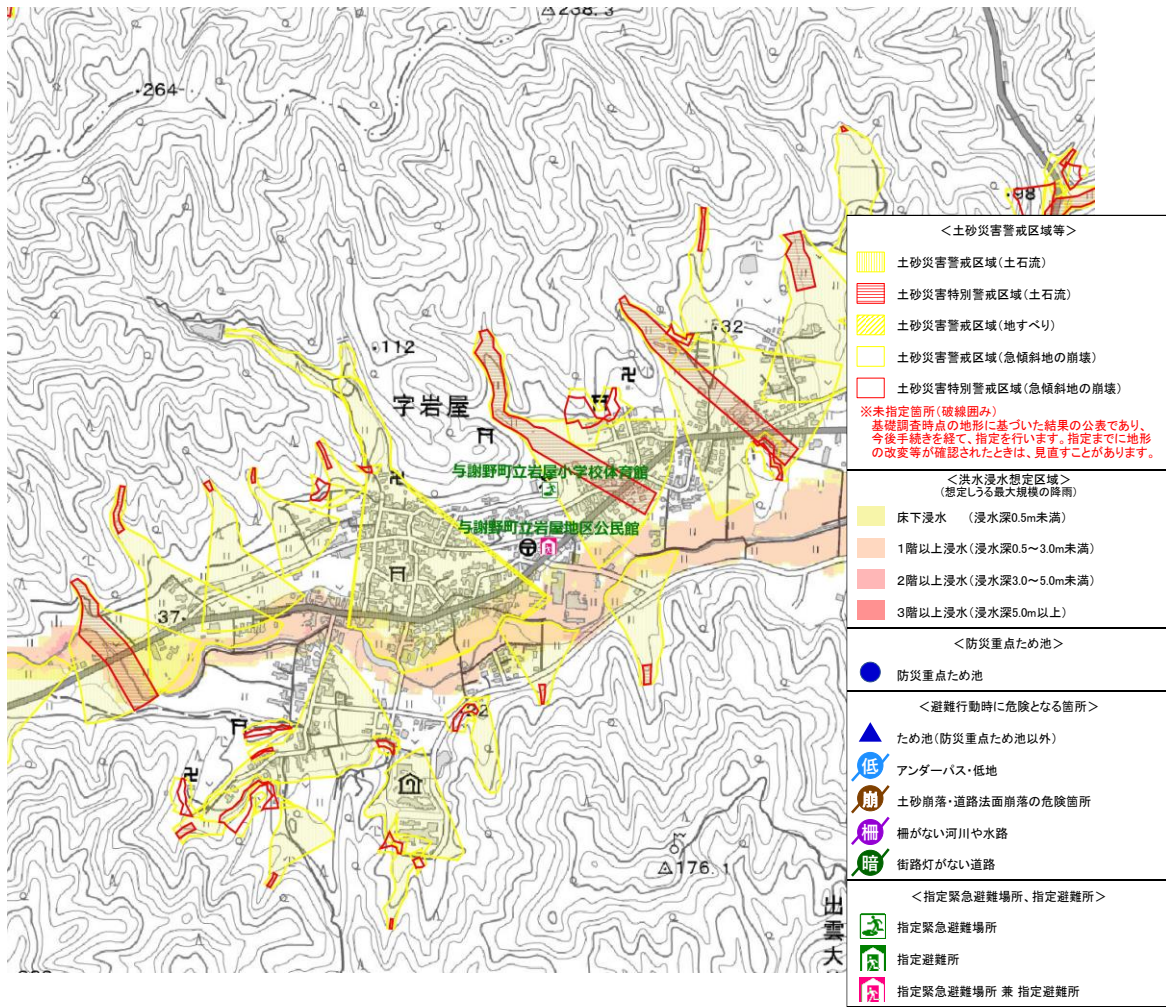 △238.3
・264
・98
・32
・112
字岩屋
与謝野町立岩屋小学校体育館
与謝野町立岩屋地区公民館
37.
△176.1
出雲大
＜土砂災害警戒区域等＞
土砂災害警戒区域(土石流)
土砂災害特別警戒区域(土石流)
土砂災害警戒区域(地すべり)
土砂災害警戒区域(急傾斜地の崩壊)
土砂災害特別警戒区域(急傾斜地の崩壊)
※未指定箇所(破線囲み)
基礎調査時点の地形に基づいた結果の公表であり、
今後手続きを経て、指定を行います。指定までに地形
の改変等が確認されたときは、見直すことがあります。
＜洪水浸水想定区域＞
(想定しうる最大規模の降雨)
床下浸水　(浸水深0.5m未満)
1階以上浸水(浸水深0.5～3.0m未満)
2階以上浸水(浸水深3.0～5.0m未満)
3階以上浸水(浸水深5.0m以上)
＜防災重点ため池＞
防災重点ため池
＜避難行動時に危険となる箇所＞
ため池(防災重点ため池以外)
低 アンダーパス・低地
崩 土砂崩落・道路法面崩落の危険箇所
柵 柵がない河川や水路
暗 街路灯がない道路
＜指定緊急避難場所、指定避難所＞
指定緊急避難場所
指定避難所
指定緊急避難場所 兼 指定避難所